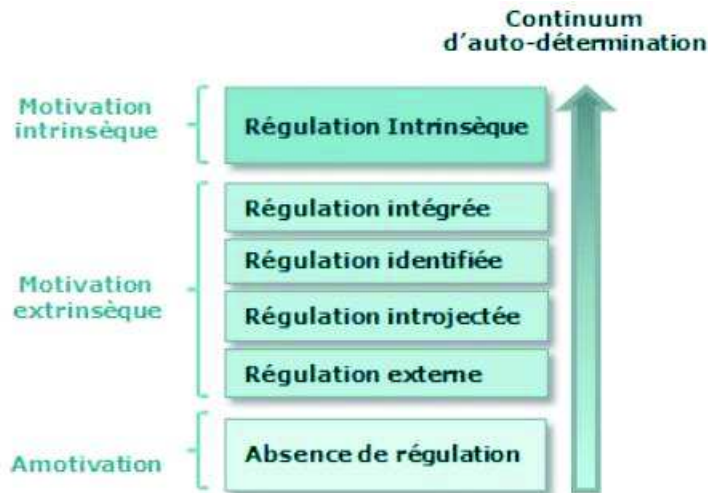 Continuum
d'auto-détermination
Motivation
intrinsèque
Régulation Intrinsèque
Motivation
extrinsèque
Régulation intégrée
Régulation identifiée
Régulation introjectée
Régulation externe
Amotivation
Absence de régulation